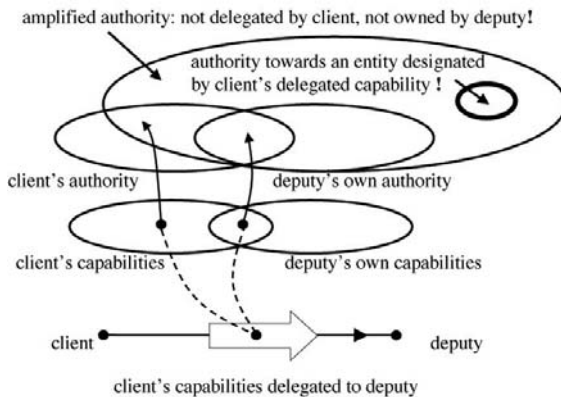 amplified authority: not delegated by client, not owned by deputy!
authority towards an entity designated
by client's delegated capability !
client's authority
deputy's own authority
client's capabilities
deputy's own capabilities
client
deputy
client's capabilities delegated to deputy